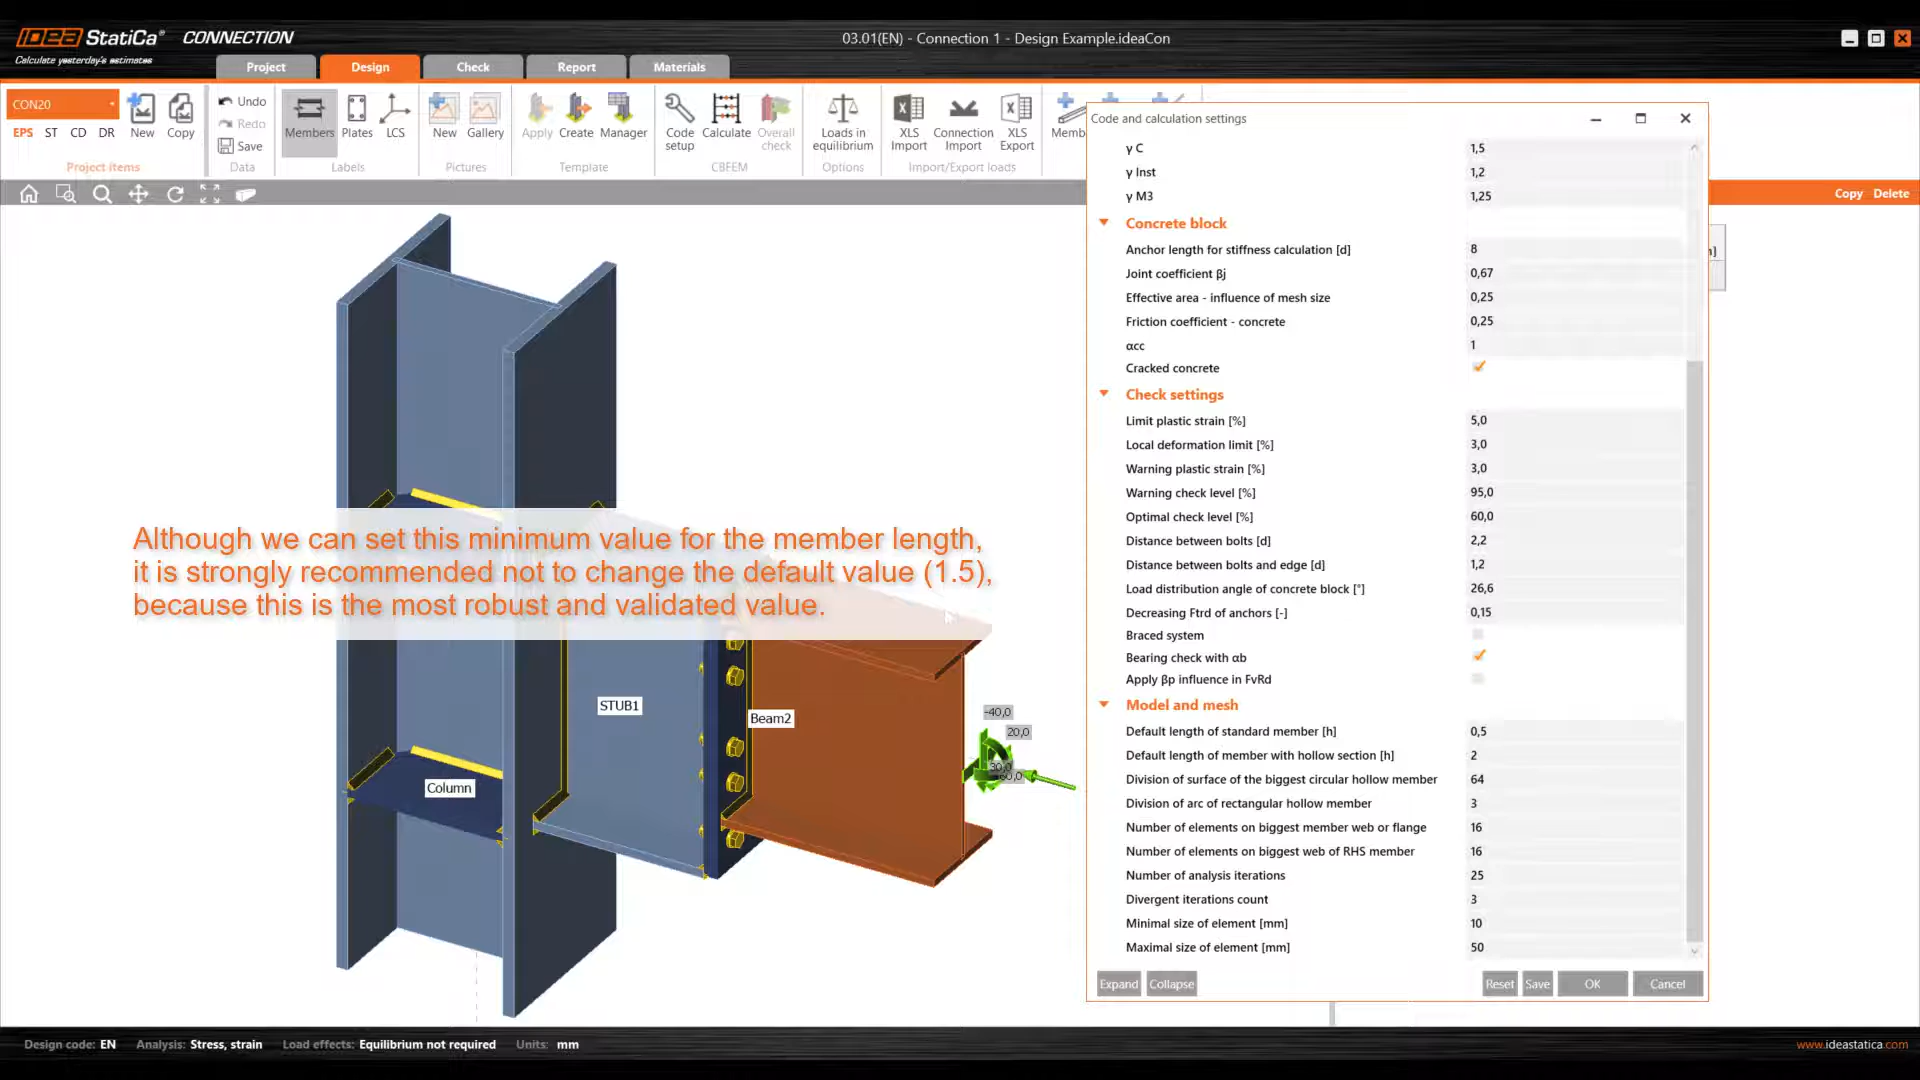 IDEA StatiCa® CONNECTION
Calculate yesterday's estimates
03.01(EN) - Connection 1 - Design Example.ideaCon
Project
Design
Check
Report
Materials
CON20
EPS ST CD DR
New
Copy
Project items
Undo
Redo
Save
Data
Members
Plates
LCS
Labels
New
Gallery
Pictures
Apply
Create
Manager
Template
Code setup
Calculate
Overall check
CBFEM
Loads in equilibrium
Options
XLS Import
Connection Import
XLS Export
Import/Export loads
Copy Delete
Code and calculation settings
γ C 1,5
γ Inst 1,2
γ M3 1,25
Concrete block
Anchor length for stiffness calculation [d] 8
Joint coefficient βj 0,67
Effective area - influence of mesh size 0,25
Friction coefficient - concrete 0,25
αcc 1
Cracked concrete
Check settings
Limit plastic strain [%] 5,0
Local deformation limit [%] 3,0
Warning plastic strain [%] 3,0
Warning check level [%] 95,0
Optimal check level [%] 60,0
Distance between bolts [d] 2,2
Distance between bolts and edge [d] 1,2
Load distribution angle of concrete block [°] 26,6
Decreasing Ftrd of anchors [-] 0,15
Braced system
Bearing check with αb
Apply βp influence in FvRd
Model and mesh
Default length of standard member [h] 0,5
Default length of member with hollow section [h] 2
Division of surface of the biggest circular hollow member 64
Division of arc of rectangular hollow member 3
Number of elements on biggest member web or flange 16
Number of elements on biggest web of RHS member 16
Number of analysis iterations 25
Divergent iterations count 3
Minimal size of element [mm] 10
Maximal size of element [mm] 50
Expand Collapse Reset Save OK Cancel
Although we can set this minimum value for the member length,
it is strongly recommended not to change the default value (1.5),
because this is the most robust and validated value.
STUB1
Beam2
Column
-40,0
20,0
Design code: EN Analysis: Stress, strain Load effects: Equilibrium not required Units: mm
www.ideastatica.com